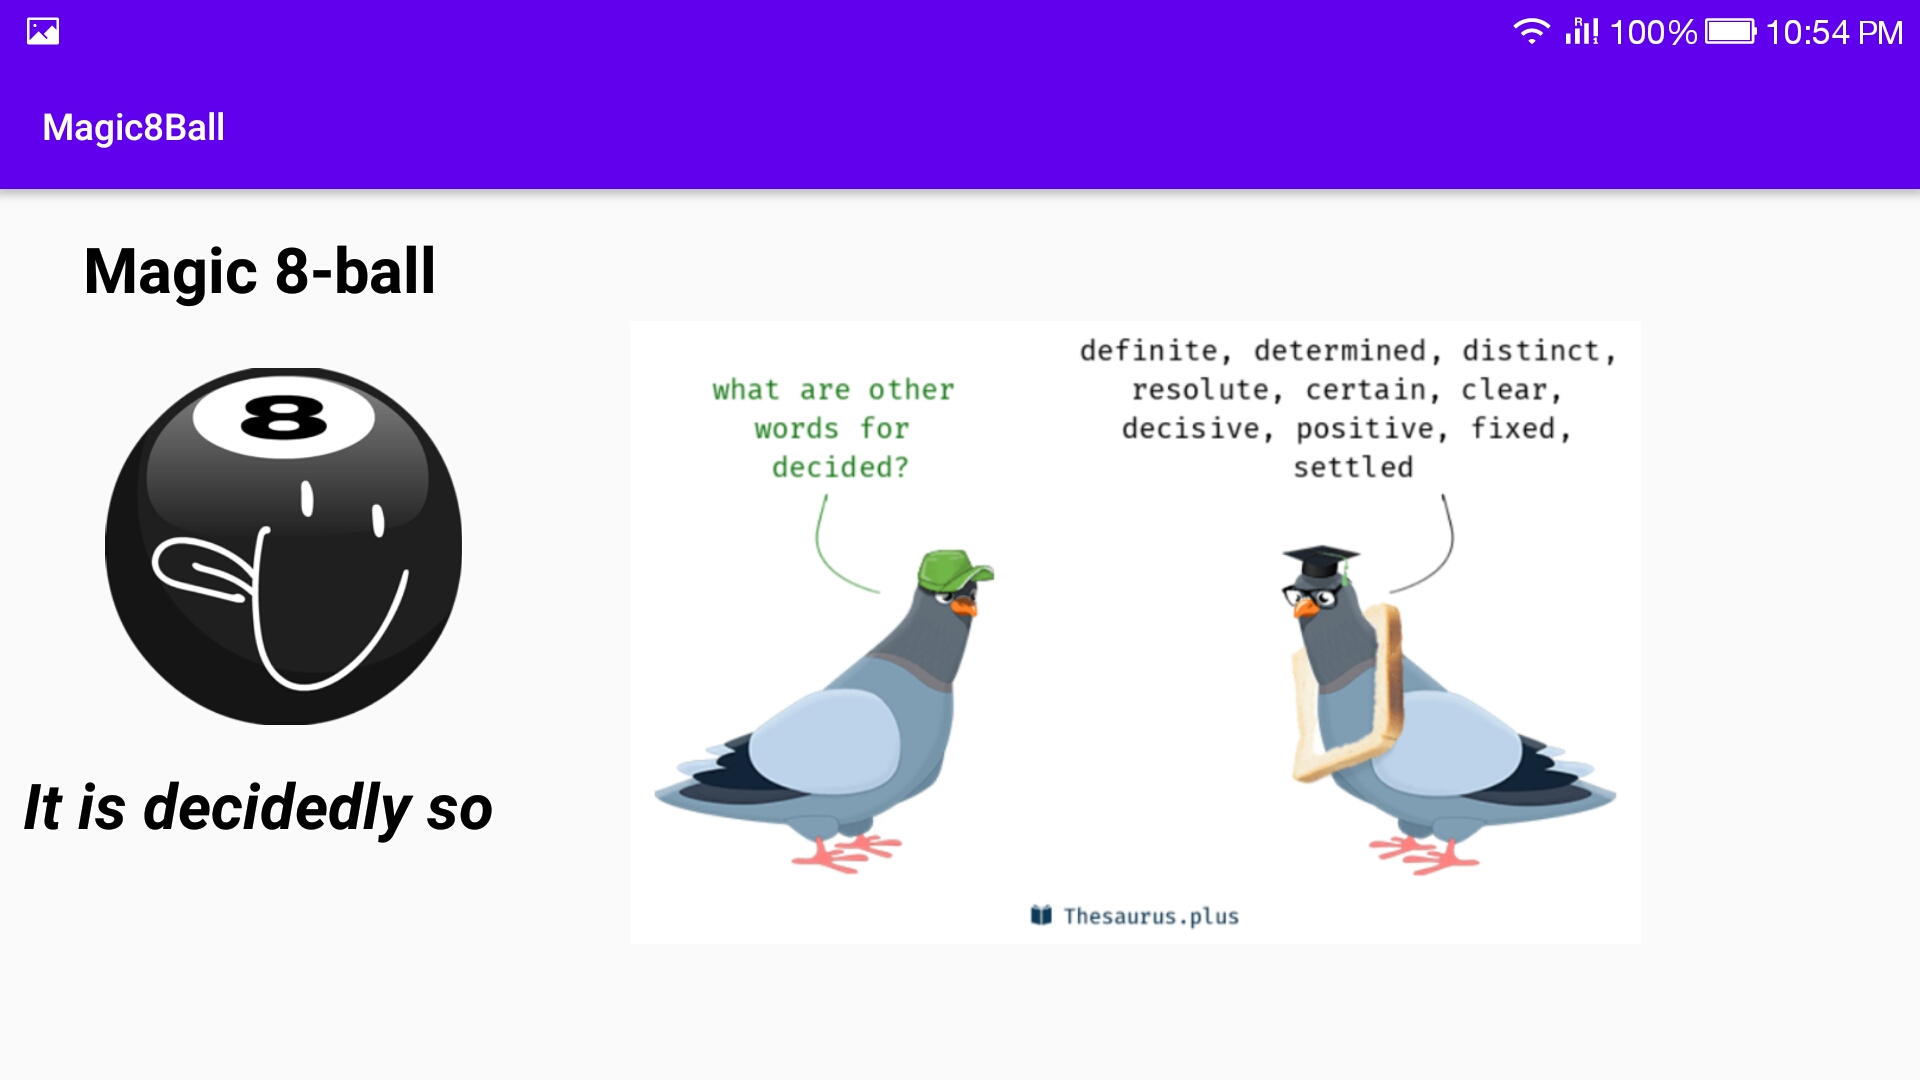 100% 10:54 PM
Magic8Ball
Magic 8-ball
8
It is decidedly so
what are other
words for
decided?
definite, determined, distinct,
resolute, certain, clear,
decisive, positive, fixed,
settled
Thesaurus.plus